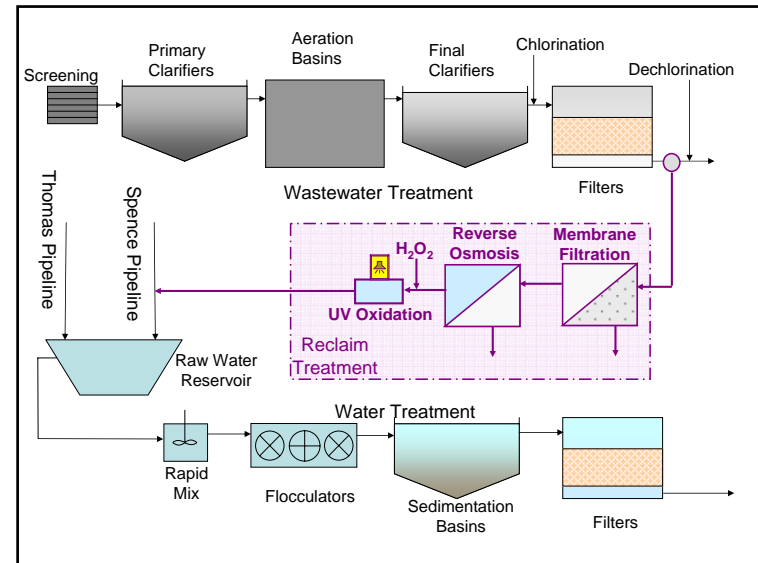 Screening
Primary
Clarifiers
Aeration
Basins
Final
Clarifiers
Chlorination
Dechlorination
Wastewater Treatment
Filters
Thomas Pipeline
Spence Pipeline
Reverse
Osmosis
Membrane
Filtration
H₂O₂
UV Oxidation
Reclaim
Treatment
Raw Water
Reservoir
Water Treatment
Rapid
Mix
Flocculators
Sedimentation
Basins
Filters